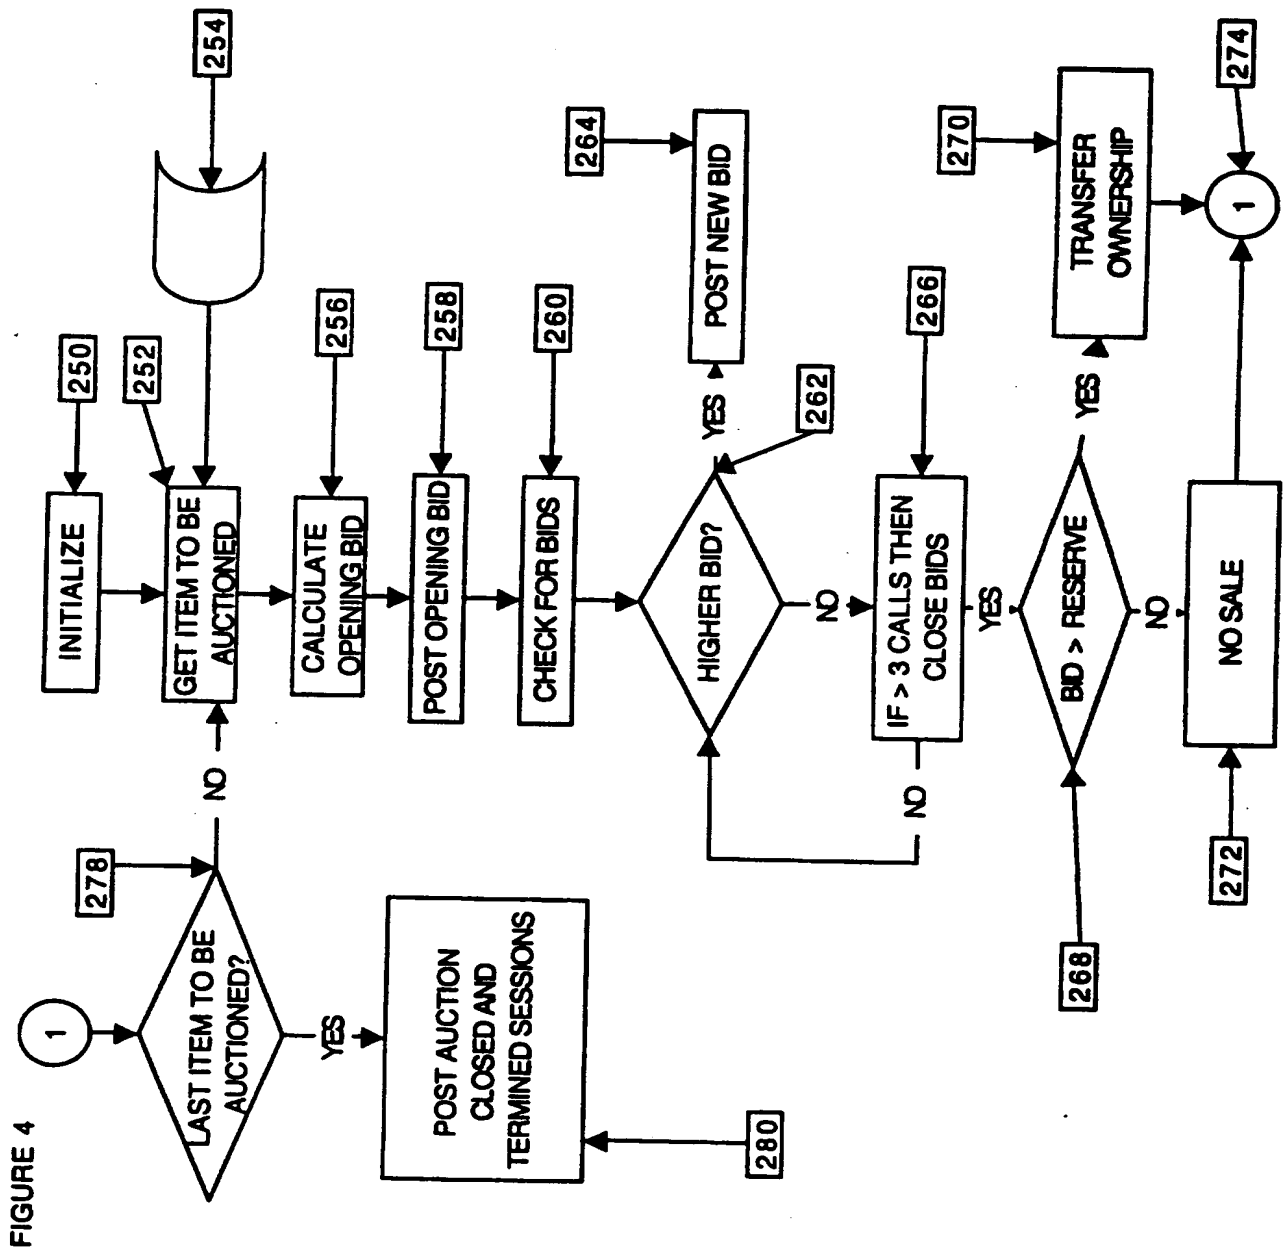 FIGURE 4
1
278
LAST ITEM TO BE
AUCTIONED?
NO
YES
POST AUCTION
CLOSED AND
TERMINED SESSIONS
280
250
INITIALIZE
252
254
GET ITEM TO BE
AUCTIONED
256
CALCULATE
OPENING BID
258
POST OPENING BID
260
CHECK FOR BIDS
262
HIGHER BID?
YES
264
POST NEW BID
NO
266
IF > 3 CALLS THEN
CLOSE BIDS
NO
YES
268
BID > RESERVE
YES
270
TRANSFER
OWNERSHIP
NO
272
NO SALE
274
1